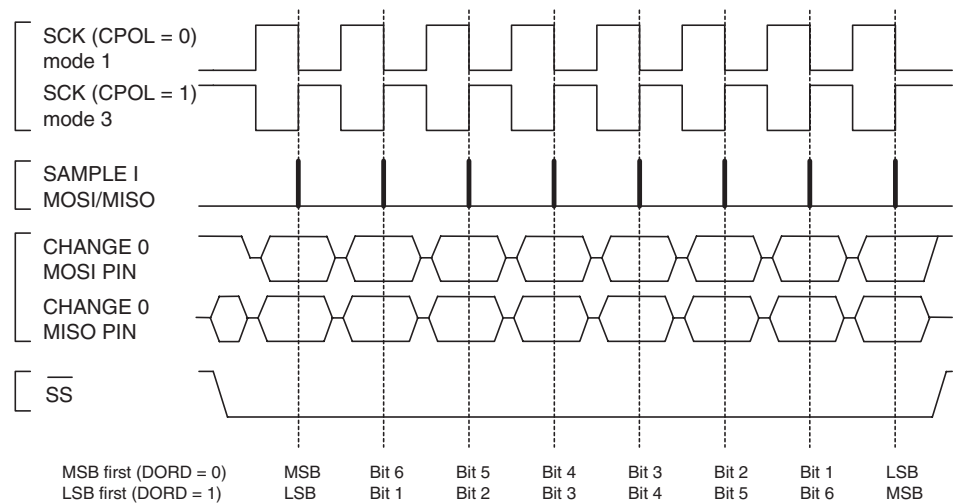 SCK (CPOL = 0)
mode 1
SCK (CPOL = 1)
mode 3
SAMPLE I
MOSI/MISO
CHANGE 0
MOSI PIN
CHANGE 0
MISO PIN
SS
MSB first (DORD = 0) MSB Bit 6 Bit 5 Bit 4 Bit 3 Bit 2 Bit 1 LSB
LSB first (DORD = 1) LSB Bit 1 Bit 2 Bit 3 Bit 4 Bit 5 Bit 6 MSB